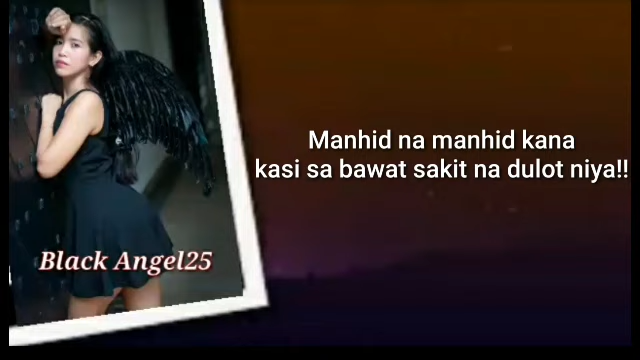 Manhid na manhid kana
kasi sa bawat sakit na dulot niya!!
Black Angel25